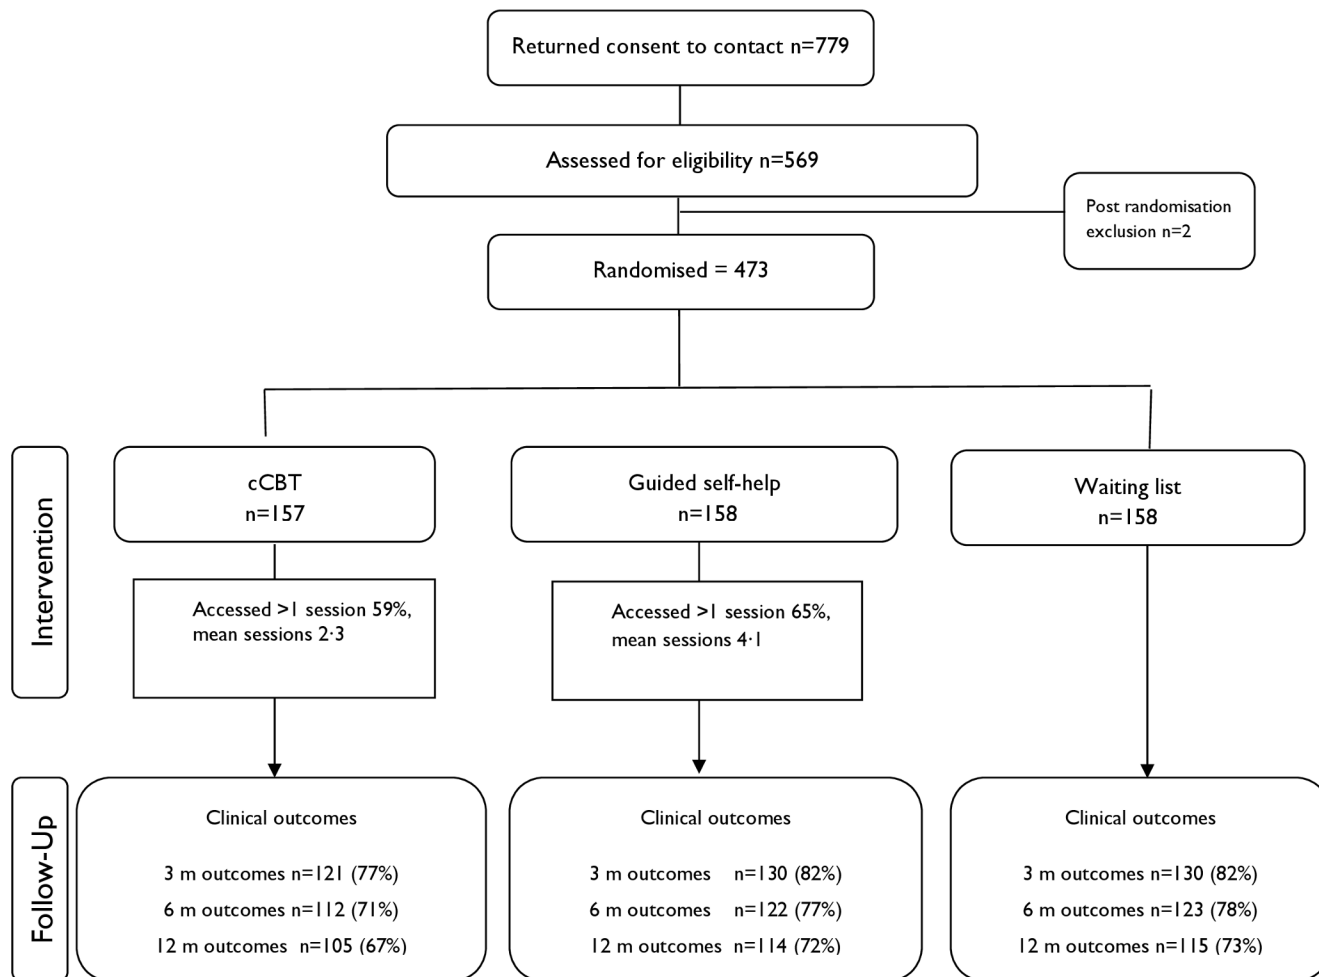 Returned consent to contact n=779
Assessed for eligibility n=569
Post randomisation
exclusion n=2
Randomised = 473
Intervention
cCBT
n=157
Guided self-help
n=158
Waiting list
n=158
Accessed >1 session 59%,
mean sessions 2·3
Accessed >1 session 65%,
mean sessions 4·1
Follow-Up
Clinical outcomes
3 m outcomes n=121 (77%)
6 m outcomes n=112 (71%)
12 m outcomes n=105 (67%)
Clinical outcomes
3 m outcomes n=130 (82%)
6 m outcomes n=122 (77%)
12 m outcomes n=114 (72%)
Clinical outcomes
3 m outcomes n=130 (82%)
6 m outcomes n=123 (78%)
12 m outcomes n=115 (73%)